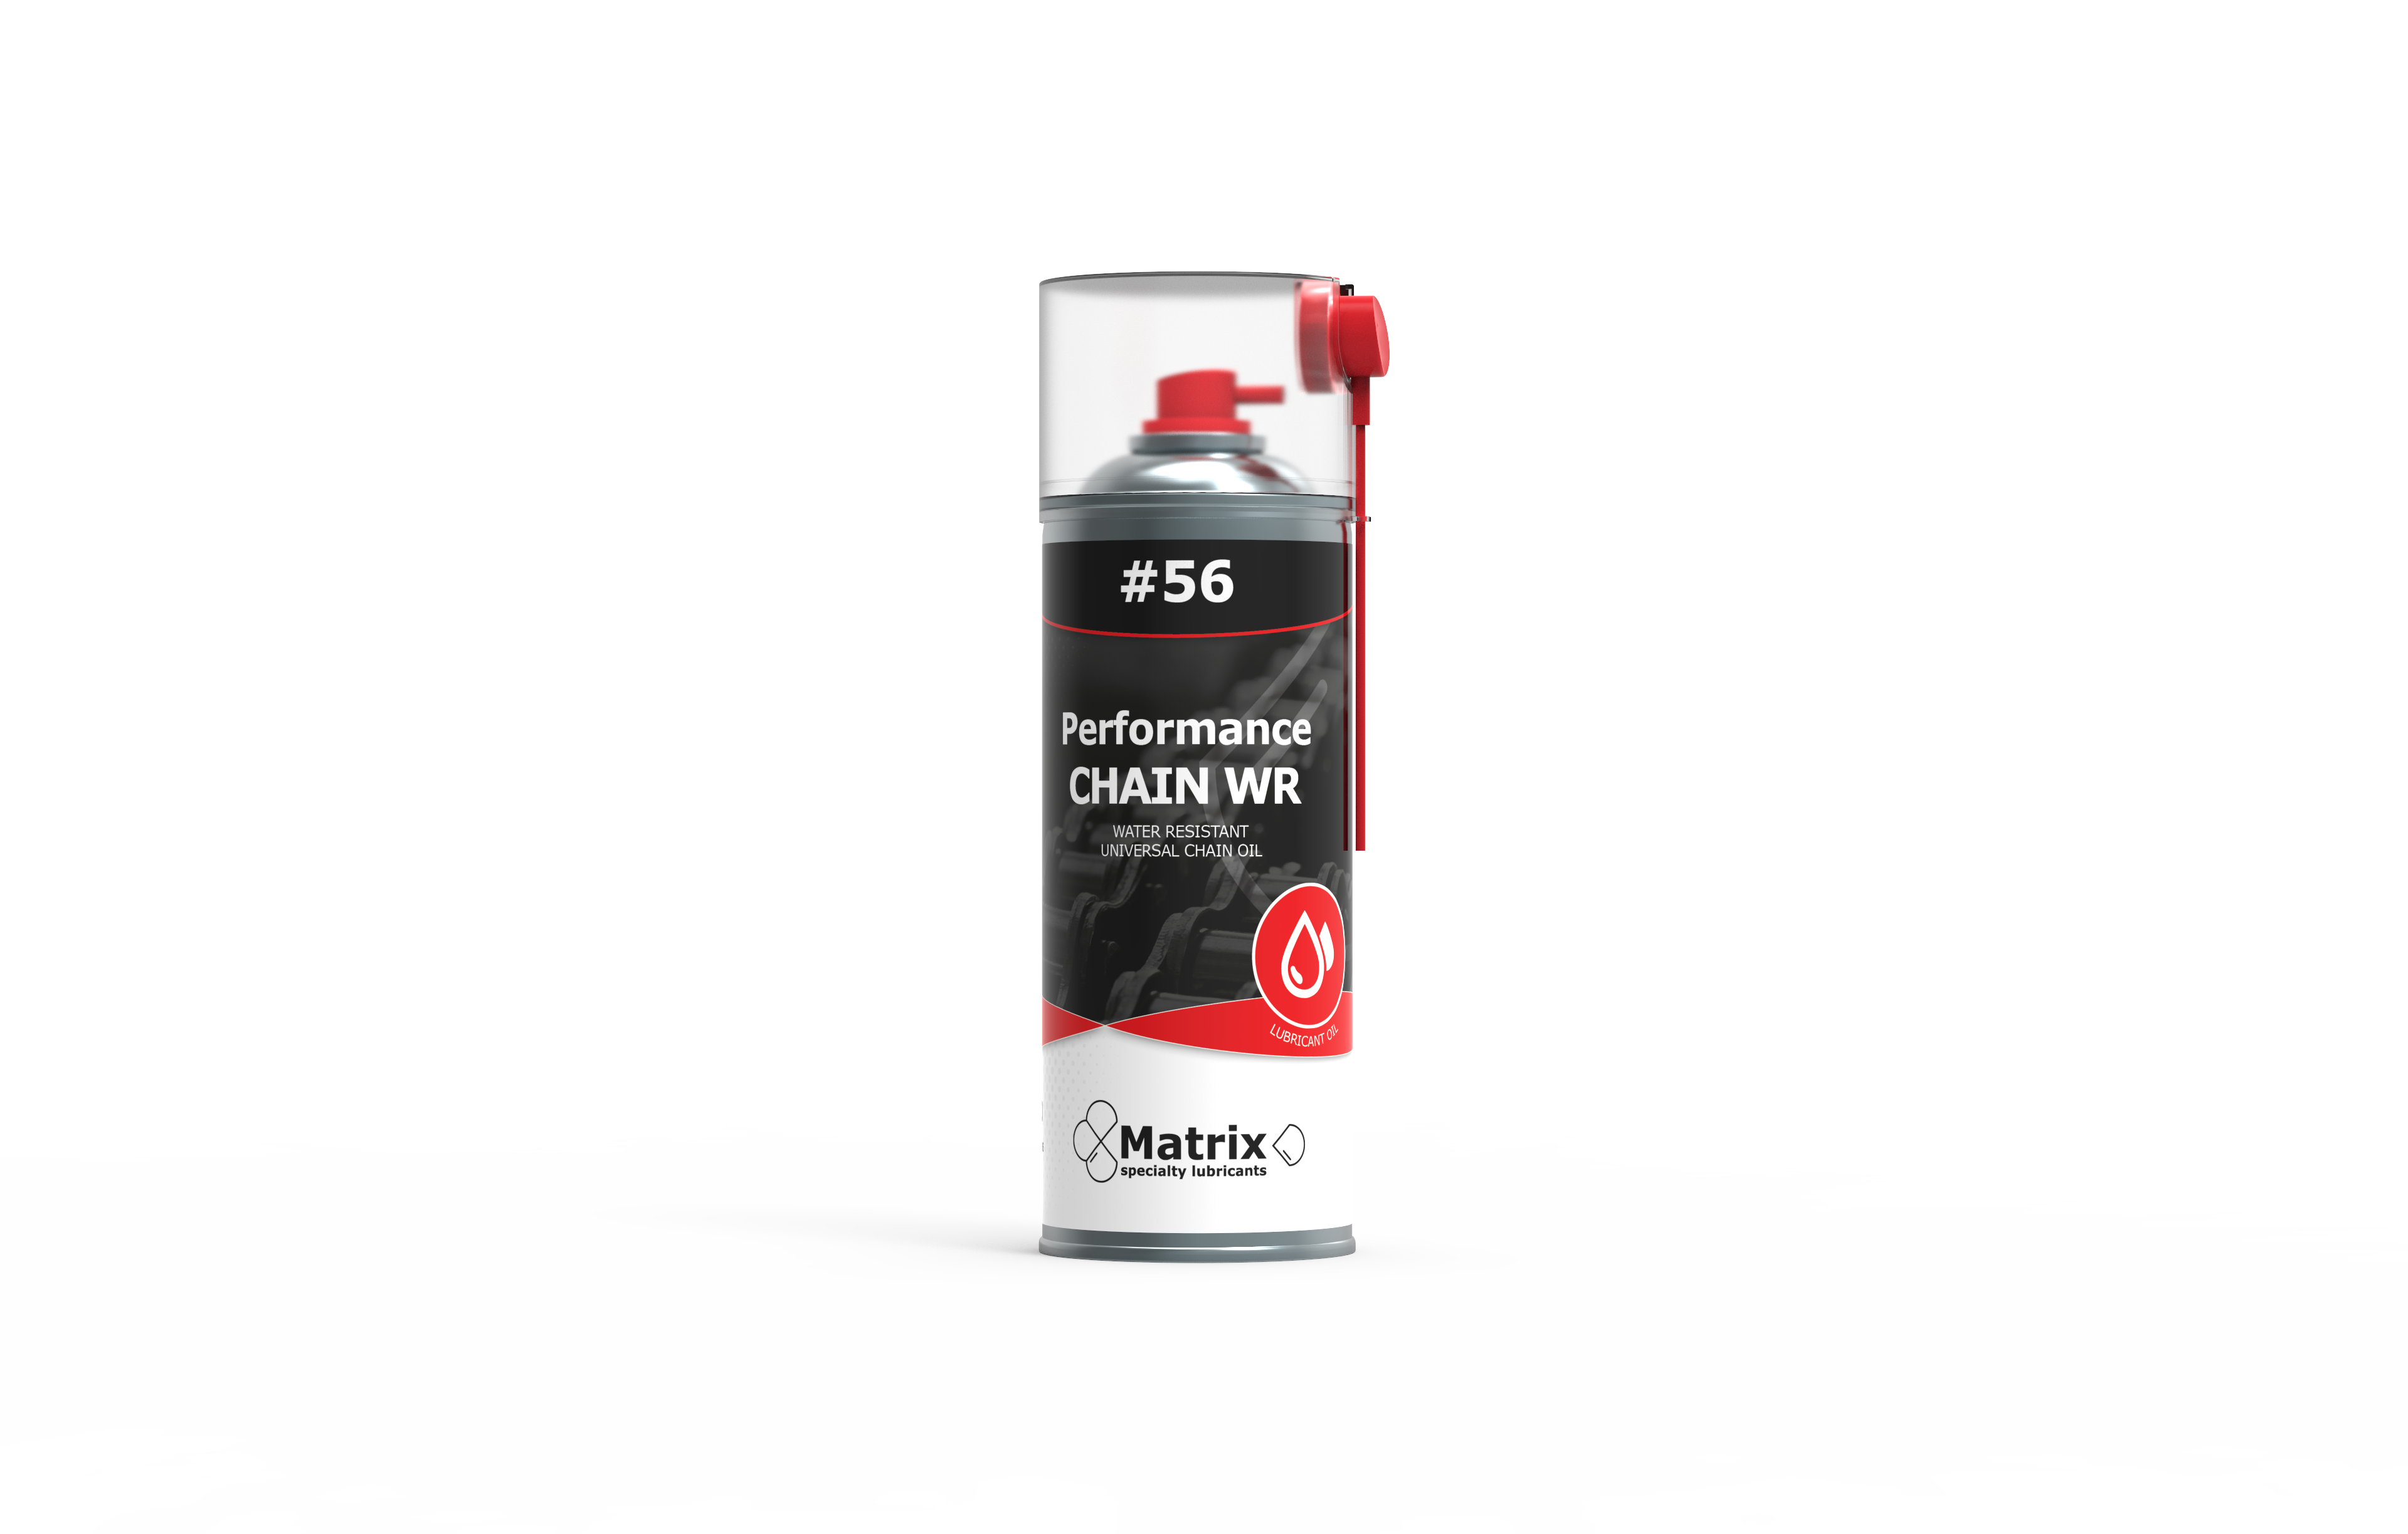 #56
Performance
CHAIN WR
WATER RESISTANT
UNIVERSAL CHAIN OIL
LUBRICANT OIL
Matrix
specialty lubricants